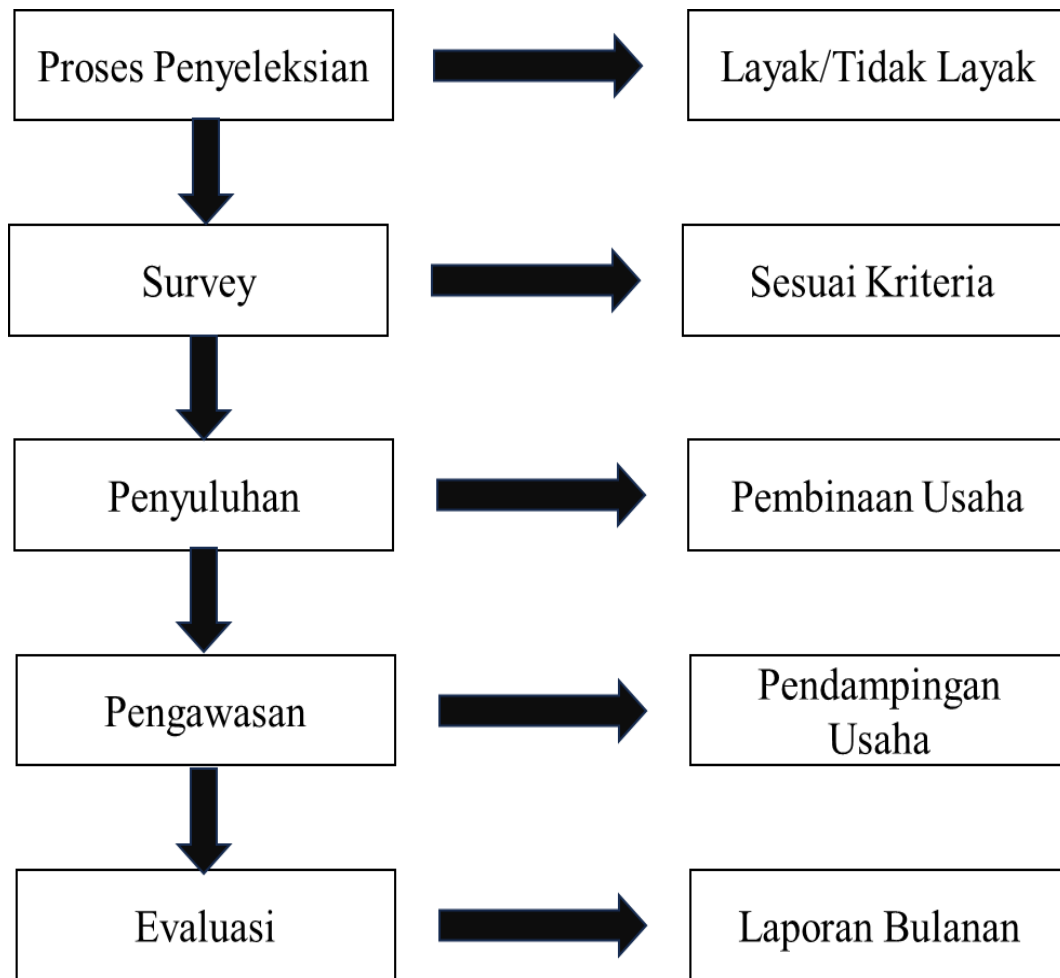 Proses Penyeleksian
Layak/Tidak Layak
Survey
Sesuai Kriteria
Penyuluhan
Pembinaan Usaha
Pengawasan
Pendampingan
Usaha
Evaluasi
Laporan Bulanan